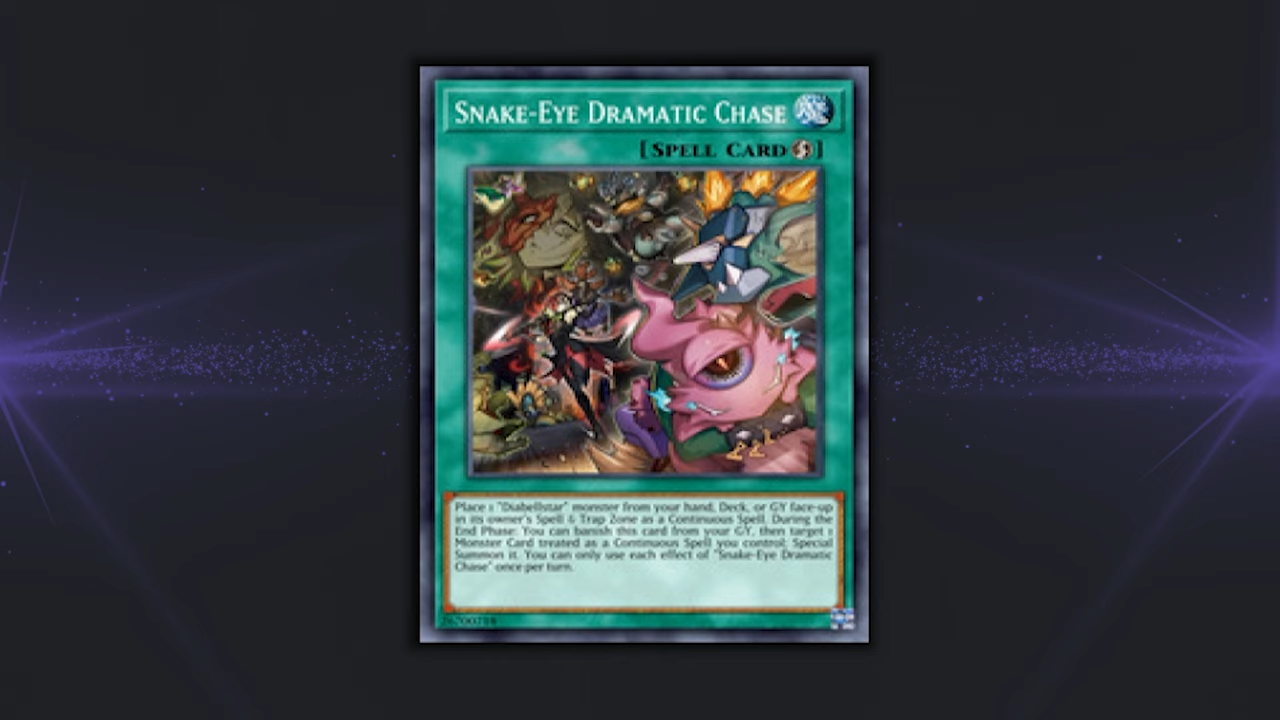 SNAKE-EYE DRAMATIC CHASE
[SPELL CARD]
Place 1 "Diabellstar" monster from your hand, Deck, or GY face-up
in its owner's Spell & Trap Zone as a Continuous Spell. During the
End Phase: You can banish this card from your GY, then target 1
Monster Card treated as a Continuous Spell you control; Special
Summon it. You can only use each effect of "Snake-Eye Dramatic
Chase" once per turn.